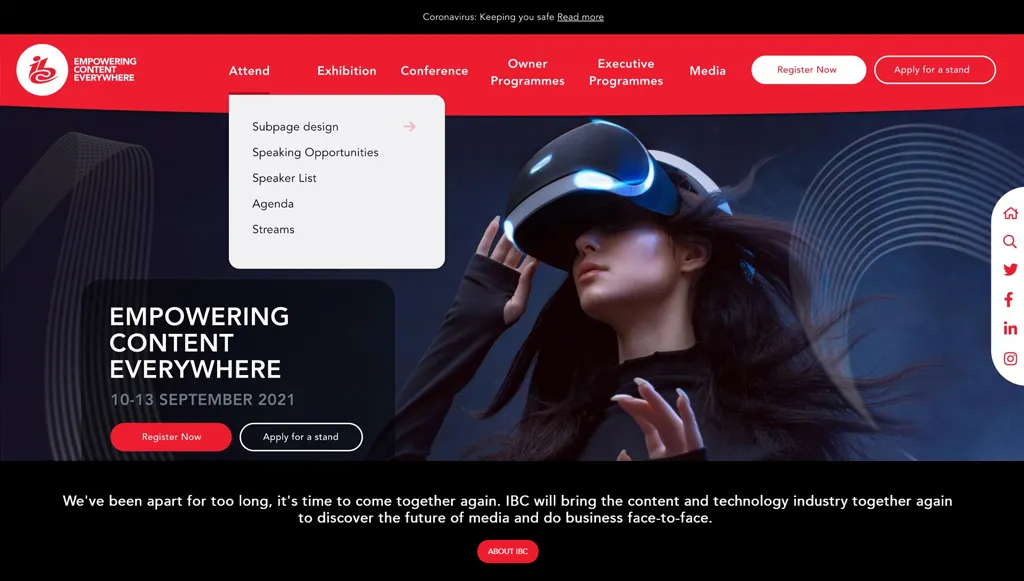 Coronavirus: Keeping you safe Read more
ibc
EMPOWERING
CONTENT
EVERYWHERE
Attend
Exhibition
Conference
Owner
Programmes
Executive
Programmes
Media
Register Now
Apply for a stand
Subpage design
Speaking Opportunities
Speaker List
Agenda
Streams
EMPOWERING
CONTENT
EVERYWHERE
10-13 SEPTEMBER 2021
Register Now
Apply for a stand
We've been apart for too long, it's time to come together again. IBC will bring the content and technology industry together again
to discover the future of media and do business face-to-face.
ABOUT IBC